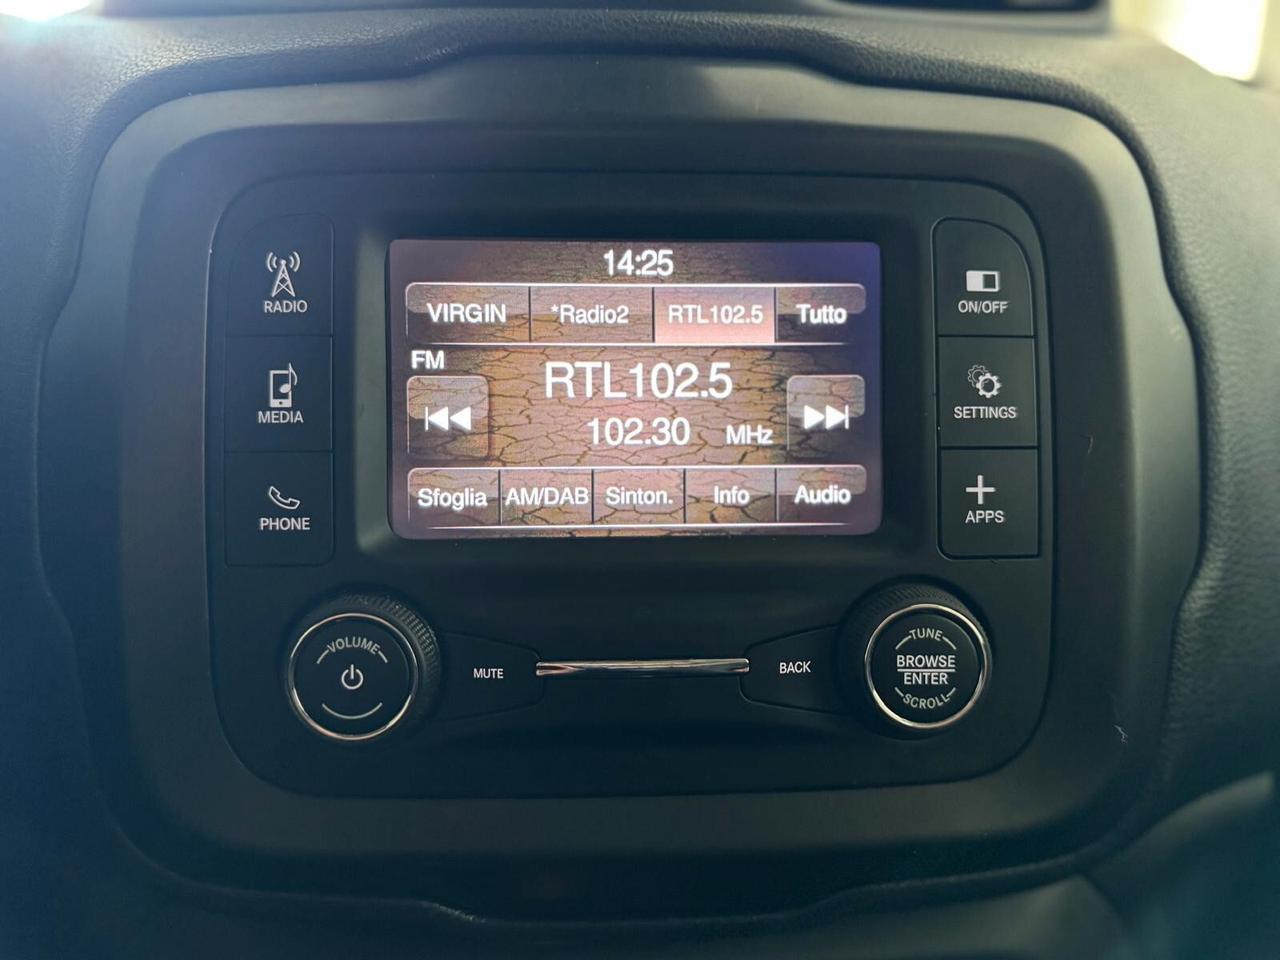 RADIO
MEDIA
PHONE
14:25
VIRGIN *Radio2 RTL102.5 Tutto
FM
RTL102.5
102.30 MHz
Sfoglia AM/DAB Sinton. Info Audio
ON/OFF
SETTINGS
APPS
VOLUME
MUTE
BACK
TUNE
BROWSE
ENTER
SCROLL